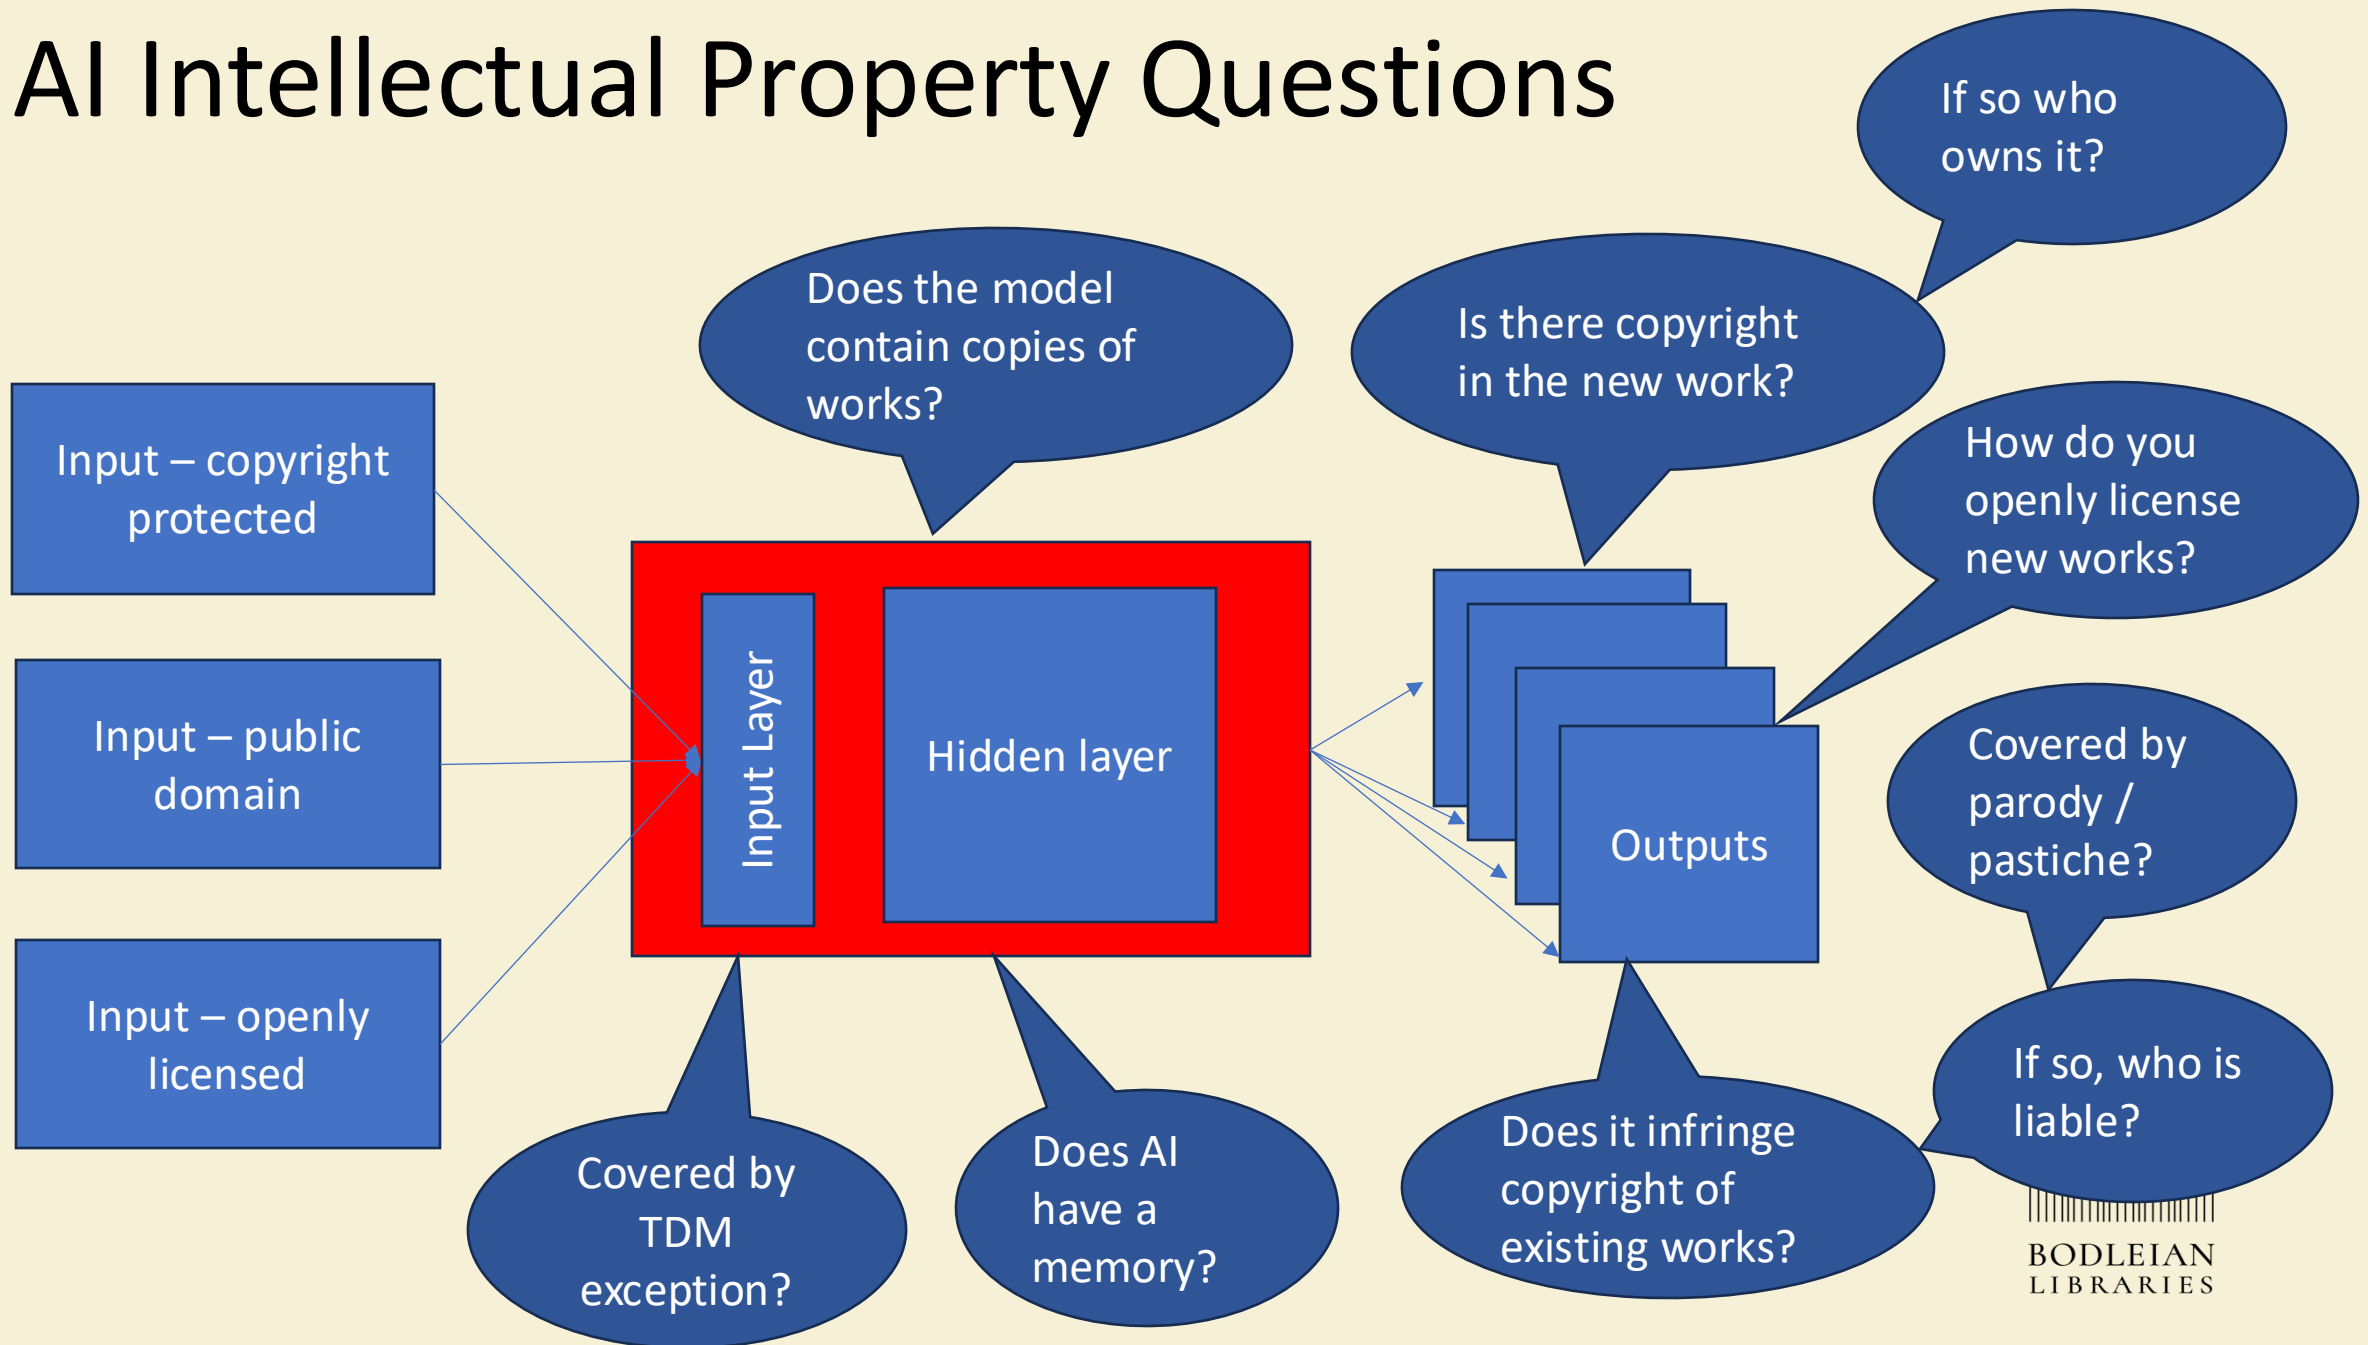 AI Intellectual Property Questions
If so who
owns it?
Does the model
contain copies of
works?
Is there copyright
in the new work?
How do you
openly license
new works?
Input – copyright
protected
Input – public
domain
Input – openly
licensed
Input Layer
Hidden layer
Outputs
Covered by
parody /
pastiche?
If so, who is
liable?
Covered by
TDM
exception?
Does AI
have a
memory?
Does it infringe
copyright of
existing works?
BODLEIAN
LIBRARIES